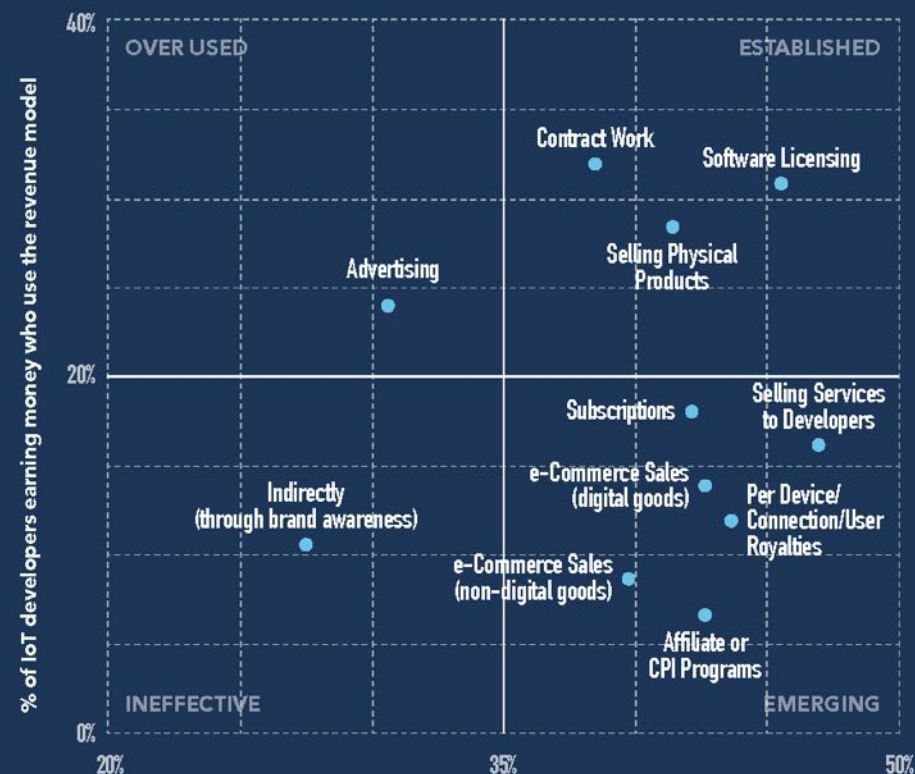 % of IoT developers earning money who use the revenue model
40%
OVER USED
ESTABLISHED
Contract Work
Software Licensing
Selling Physical
Products
Advertising
20%
Selling Services
to Developers
Subscriptions
e-Commerce Sales
(digital goods)
Per Device/
Connection/User
Royalties
Indirectly
(through brand awareness)
e-Commerce Sales
(non-digital goods)
Affiliate or
CPI Programs
INEFFECTIVE
EMERGING
0%
20%
35%
50%